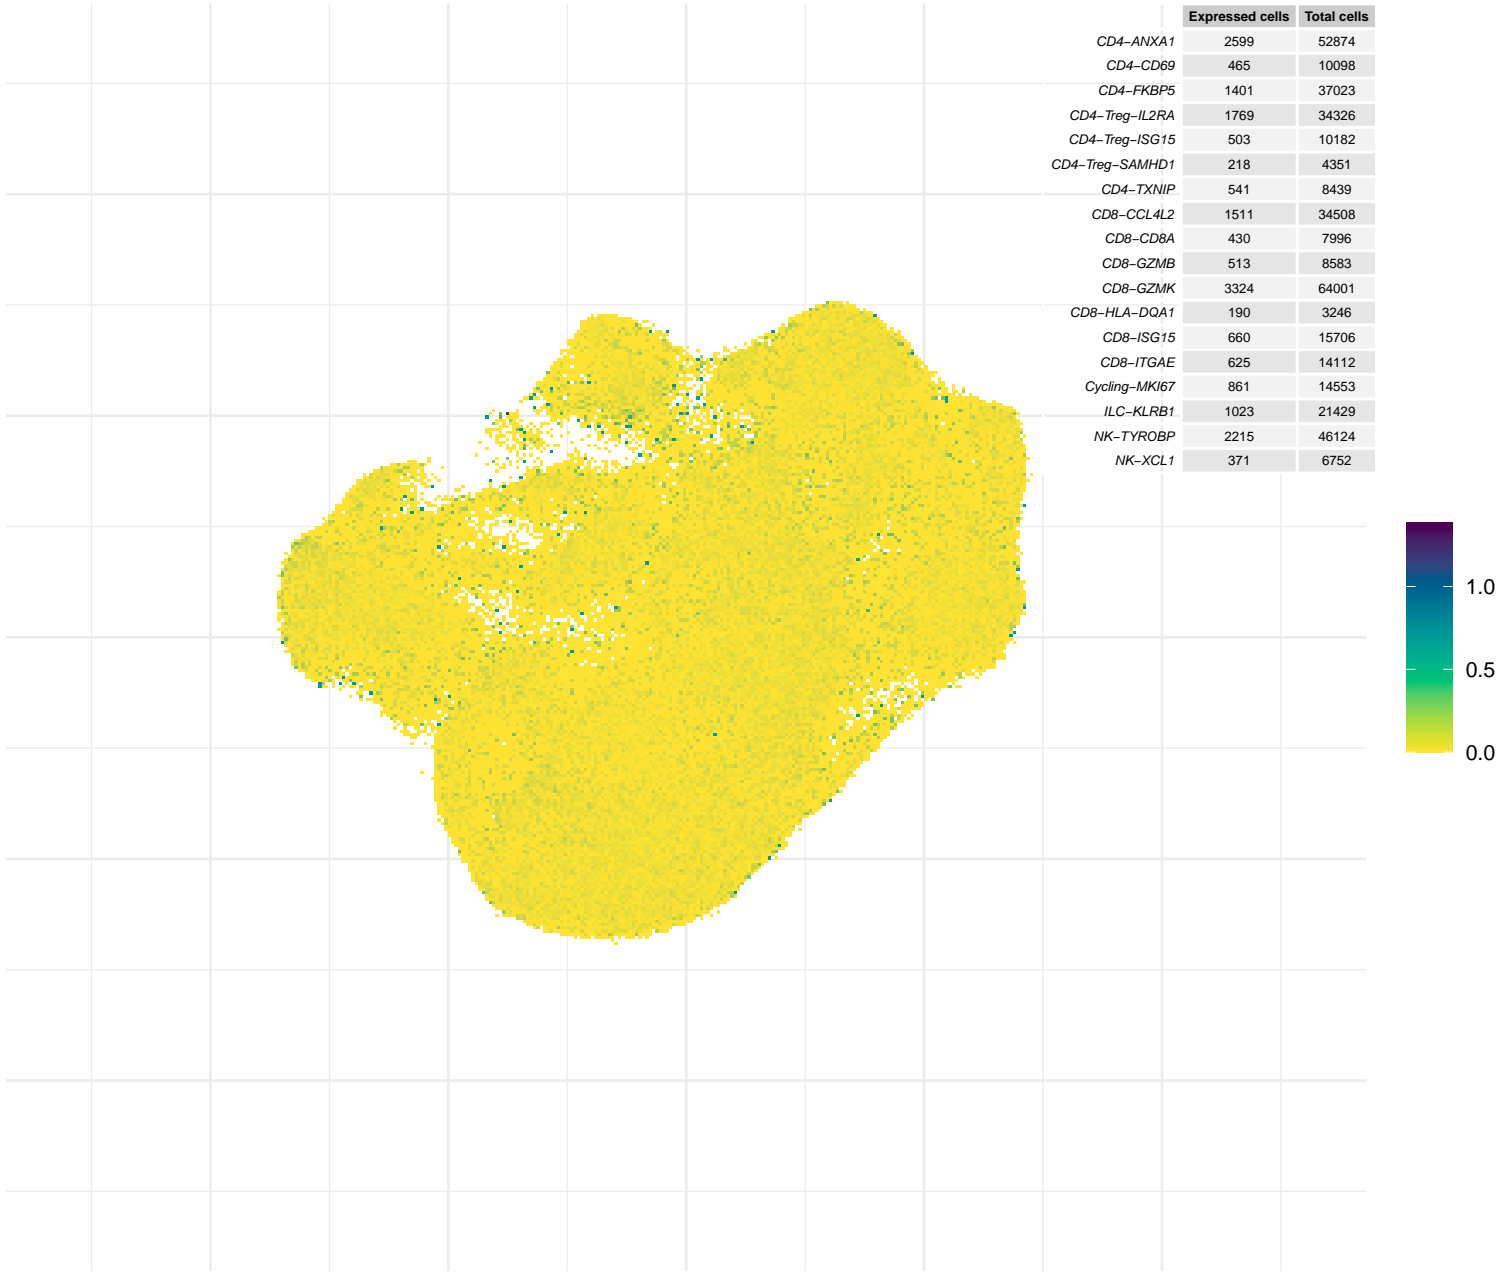 Expressed cells Total cells
CD4−ANXA1 2599 52874
CD4−CD69 465 10098
CD4−FKBP5 1401 37023
CD4−Treg−IL2RA 1769 34326
CD4−Treg−ISG15 503 10182
CD4−Treg−SAMHD1 218 4351
CD4−TXNIP 541 8439
CD8−CCL4L2 1511 34508
CD8−CD8A 430 7996
CD8−GZMB 513 8583
CD8−GZMK 3324 64001
CD8−HLA−DQA1 190 3246
CD8−ISG15 660 15706
CD8−ITGAE 625 14112
Cycling−MKI67 861 14553
ILC−KLRB1 1023 21429
NK−TYROBP 2215 46124
NK−XCL1 371 6752
1.0
0.5
0.0